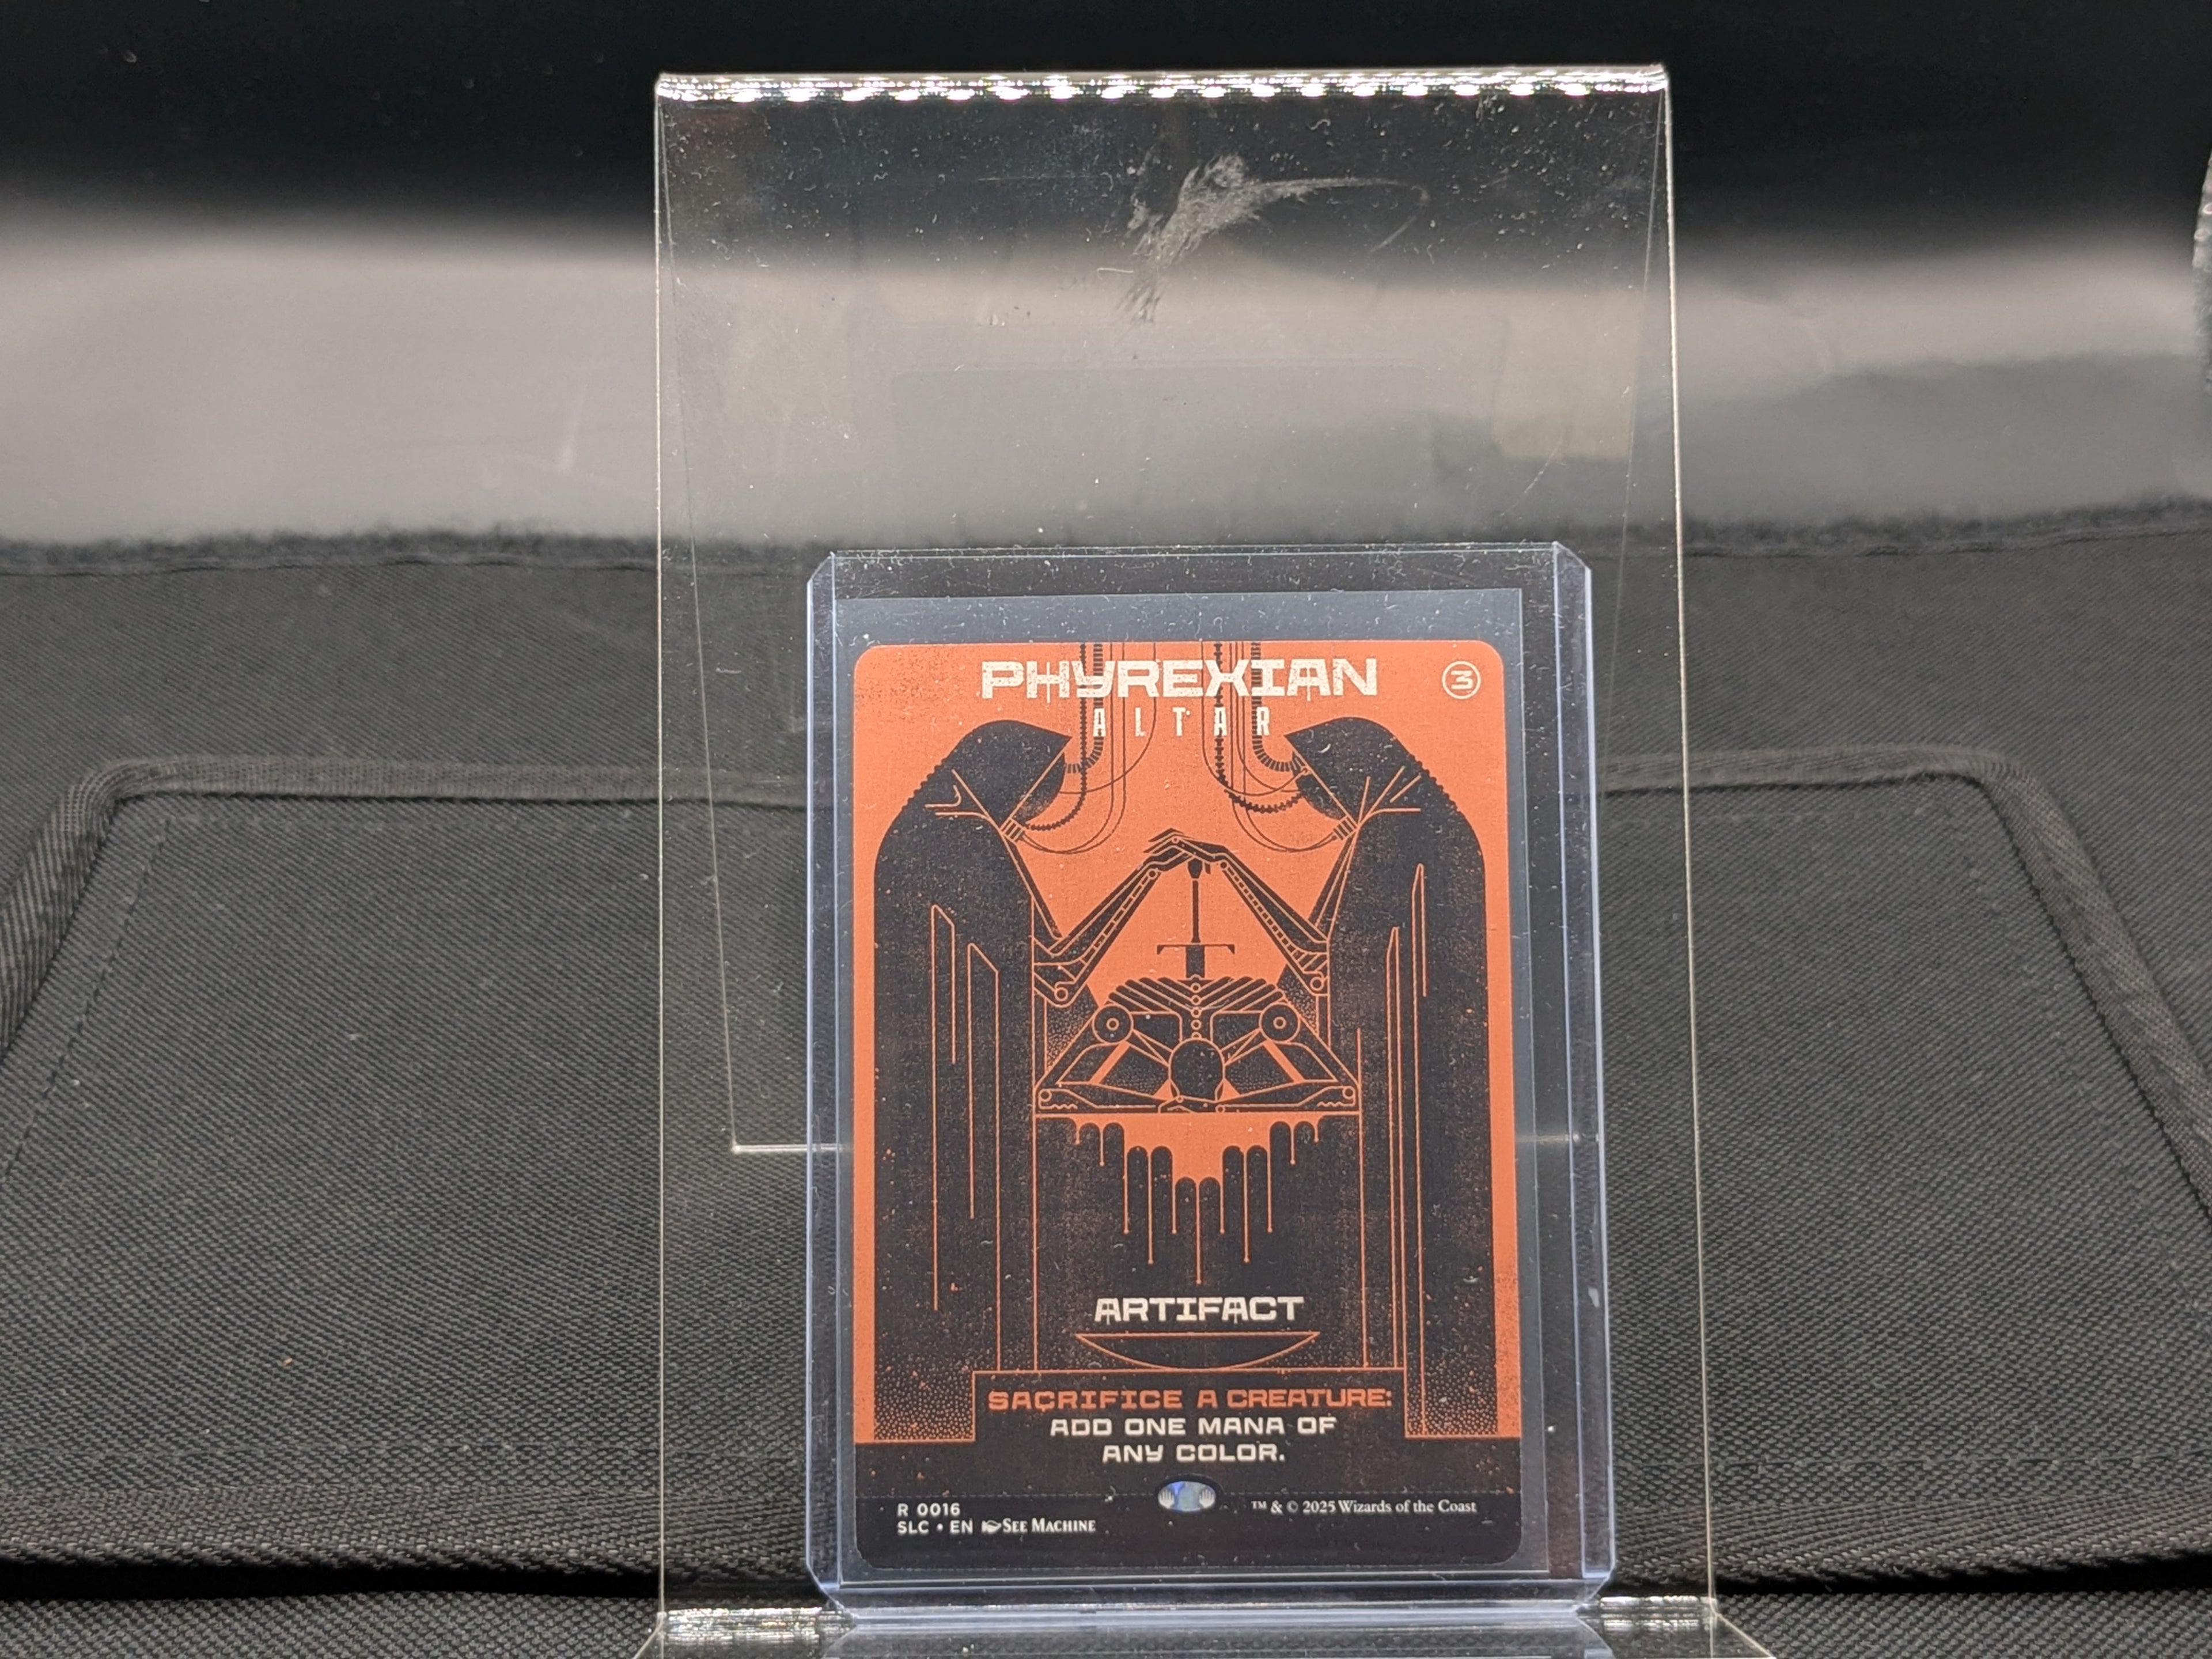 PHYREXIAN
3
ALTAR
ARTIFACT
SACRIFICE A CREATURE:
ADD ONE MANA OF
ANY COLOR.
R 0016
SLC • EN SEE MACHINE
™ & © 2025 Wizards of the Coast